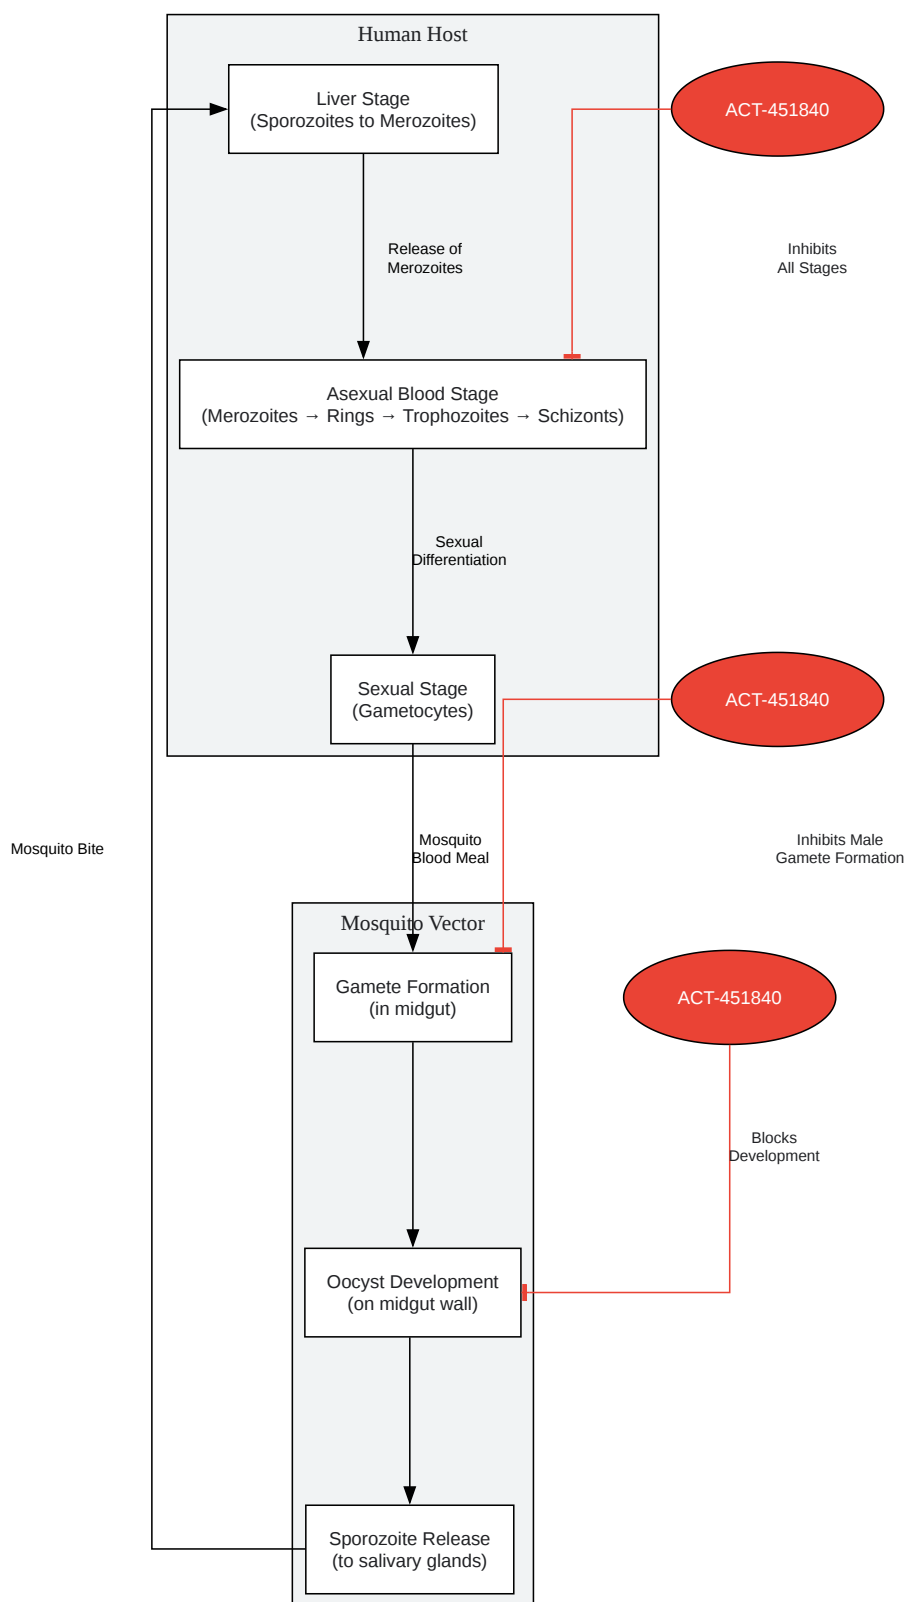 Human Host
Liver Stage
(Sporozoites to Merozoites)
ACT-451840
Release of
Merozoites
Inhibits
All Stages
Asexual Blood Stage
(Merozoites → Rings → Trophozoites → Schizonts)
Sexual
Differentiation
Sexual Stage
(Gametocytes)
ACT-451840
Mosquito Bite
Mosquito
Blood Meal
Inhibits Male
Gamete Formation
Mosquito Vector
Gamete Formation
(in midgut)
ACT-451840
Blocks
Development
Oocyst Development
(on midgut wall)
Sporozoite Release
(to salivary glands)